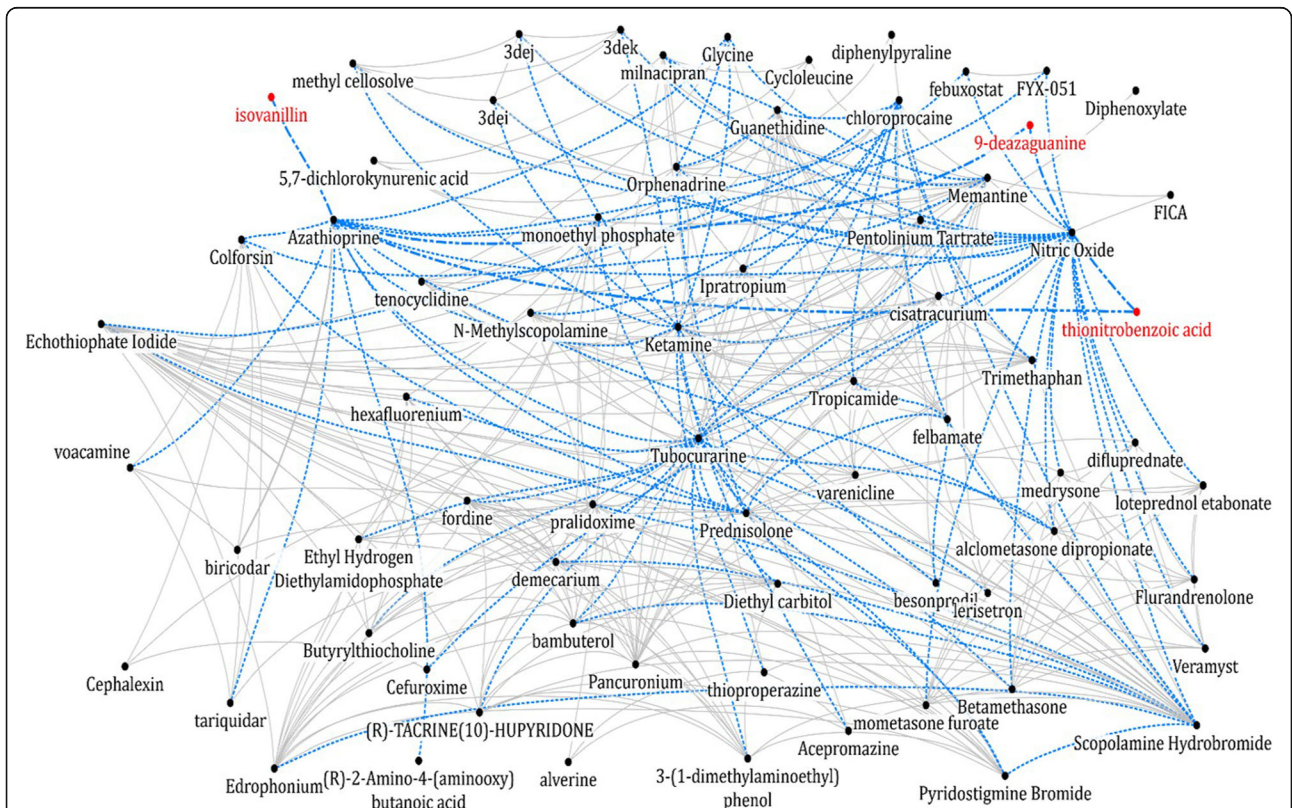 3dej
3dek
Glycine
diphenylpyraline
methyl cellosolve
milnacipran
Cycloleucine
febuxostat
FYX-051
isovanillin
3dei
Guanethidine
chloroprocaine
Diphenoxylate
9-deazaguanine
5,7-dichlorokynurenic acid
Orphenadrine
Memantine
FICA
Azathioprine
monoethyl phosphate
Pentolinium Tartrate
Nitric Oxide
Colforsin
tenocyclidine
Ipratropium
cisatracurium
Echothiophate Iodide
N-Methylscopolamine
Ketamine
thionitrobenzoic acid
Trimethaphan
hexafluorenium
Tropicamide
felbamate
voacamine
Tubocurarine
difluprednate
varenicline
medrysone
loteprednol etabonate
fordine
pralidoxime
Prednisolone
alclometasone dipropionate
biricodar
Ethyl Hydrogen
Diethylamidophosphate
demecarium
Diethyl carbitol
besonprodil
lerisetron
Flurandrenolone
Butyrylthiocholine
bambuterol
Veramyst
Cephalexin
Cefuroxime
Pancuronium
thioproperazine
Betamethasone
tariquidar
(R)-TACRINE(10)-HUPYRIDONE
mometasone furoate
Acepromazine
Scopolamine Hydrobromide
Edrophonium
(R)-2-Amino-4-(aminooxy)
butanoic acid
alverine
3-(1-dimethylaminoethyl)
phenol
Pyridostigmine Bromide